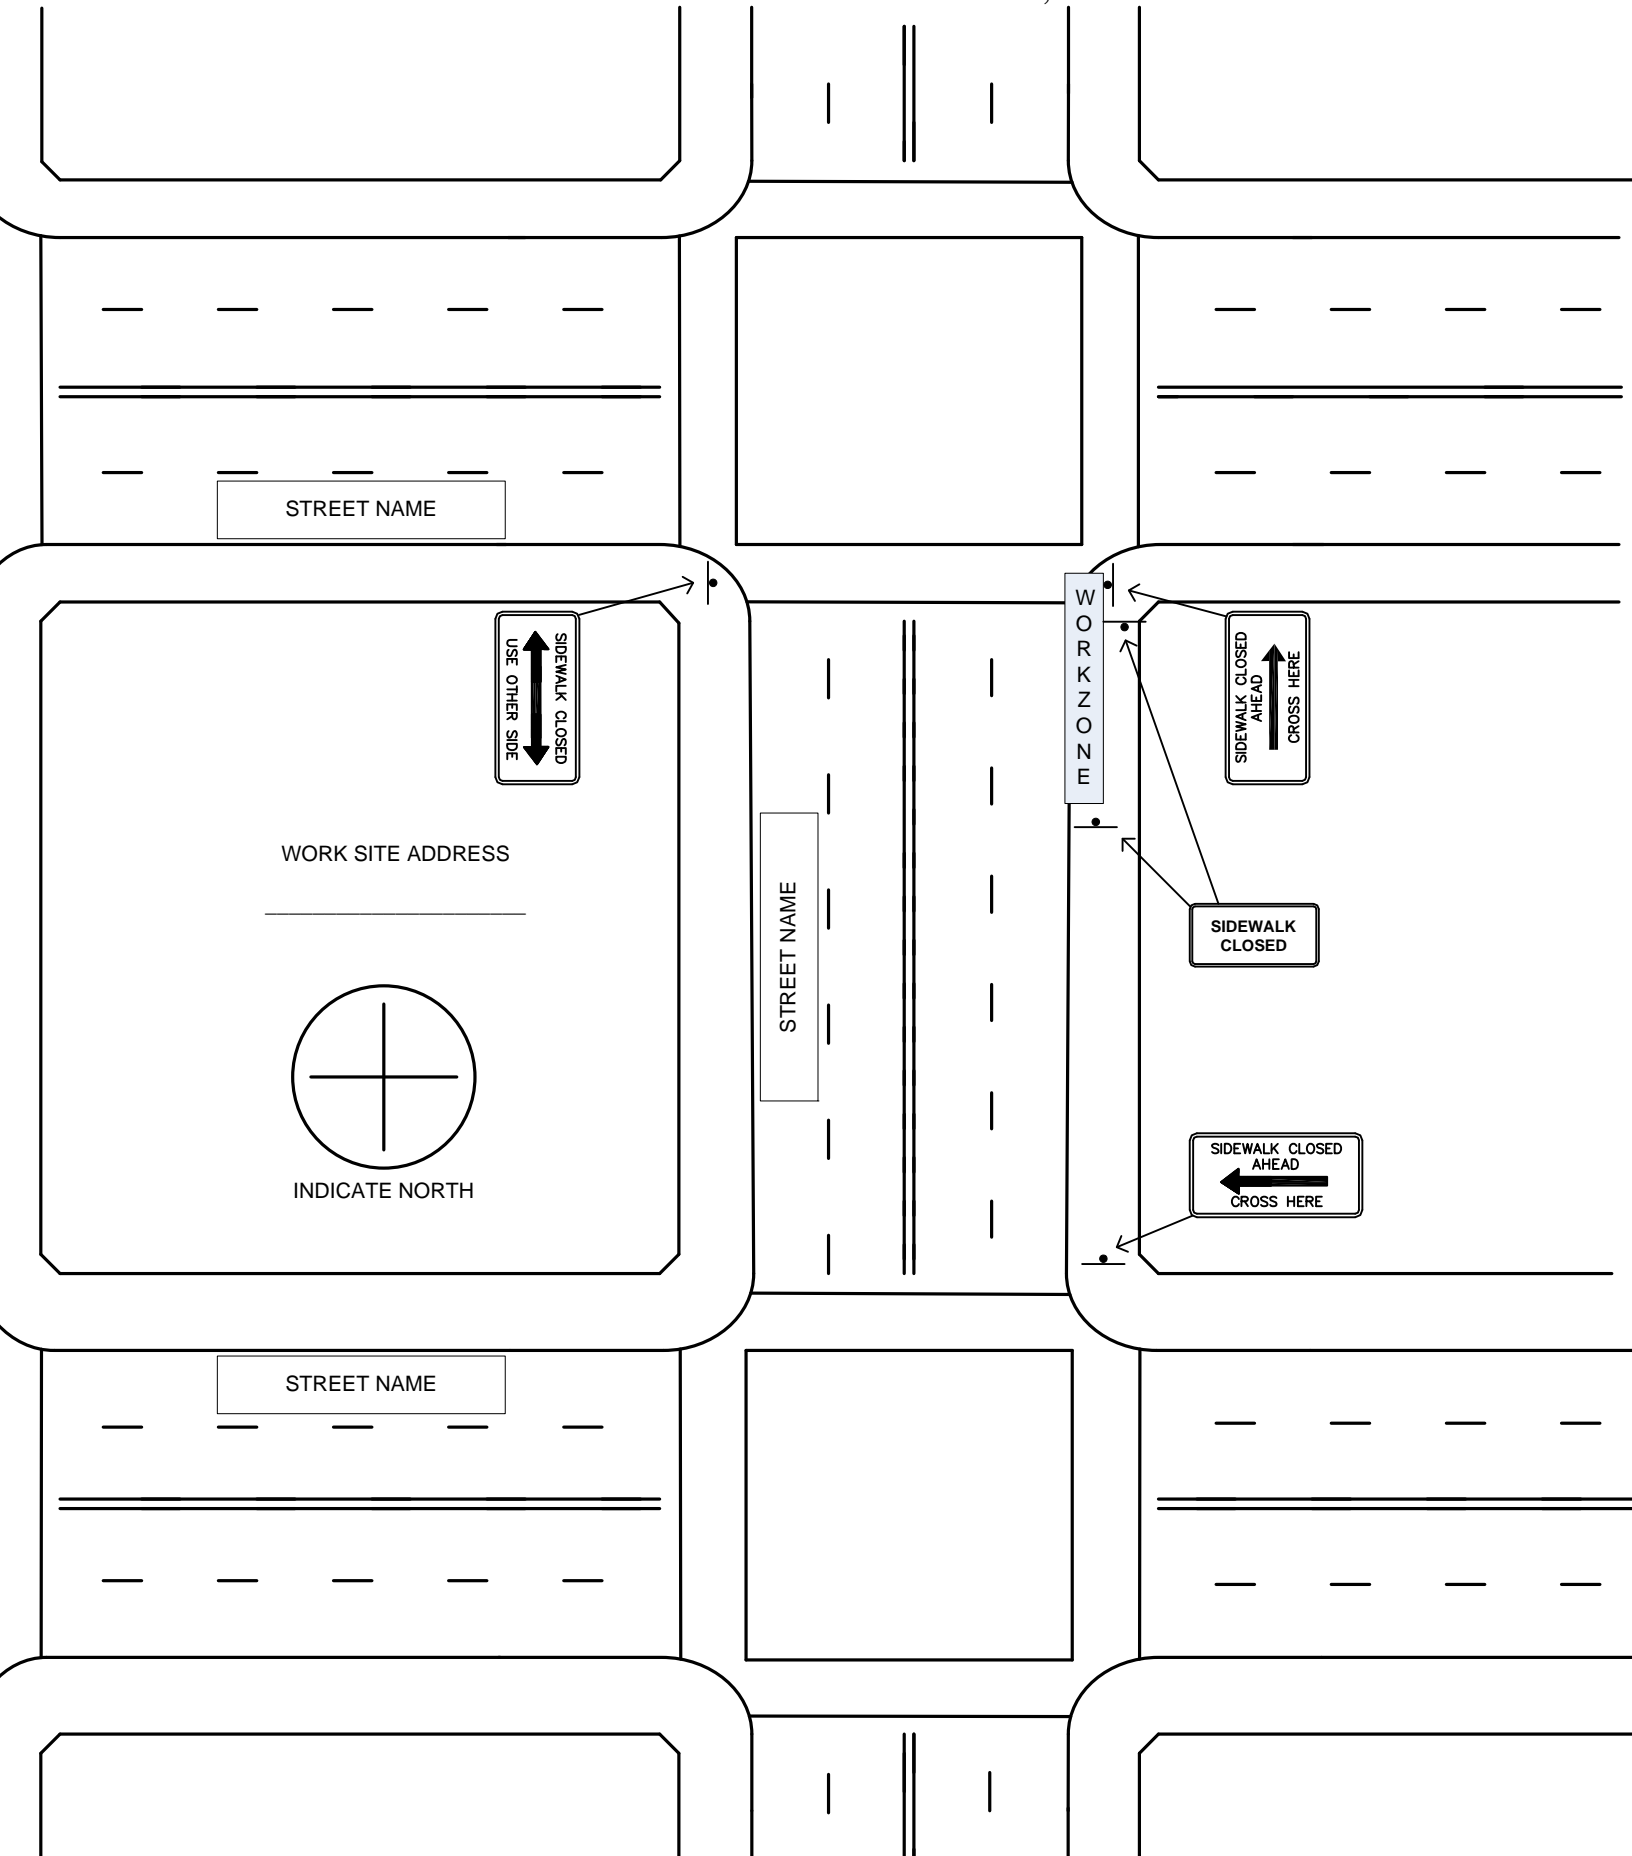 STREET NAME
SIDEWALK CLOSED
USE OTHER SIDE
WORKZONE
SIDEWALK CLOSED
AHEAD
CROSS HERE
WORK SITE ADDRESS
STREET NAME
SIDEWALK
CLOSED
SIDEWALK CLOSED
AHEAD
CROSS HERE
INDICATE NORTH
STREET NAME